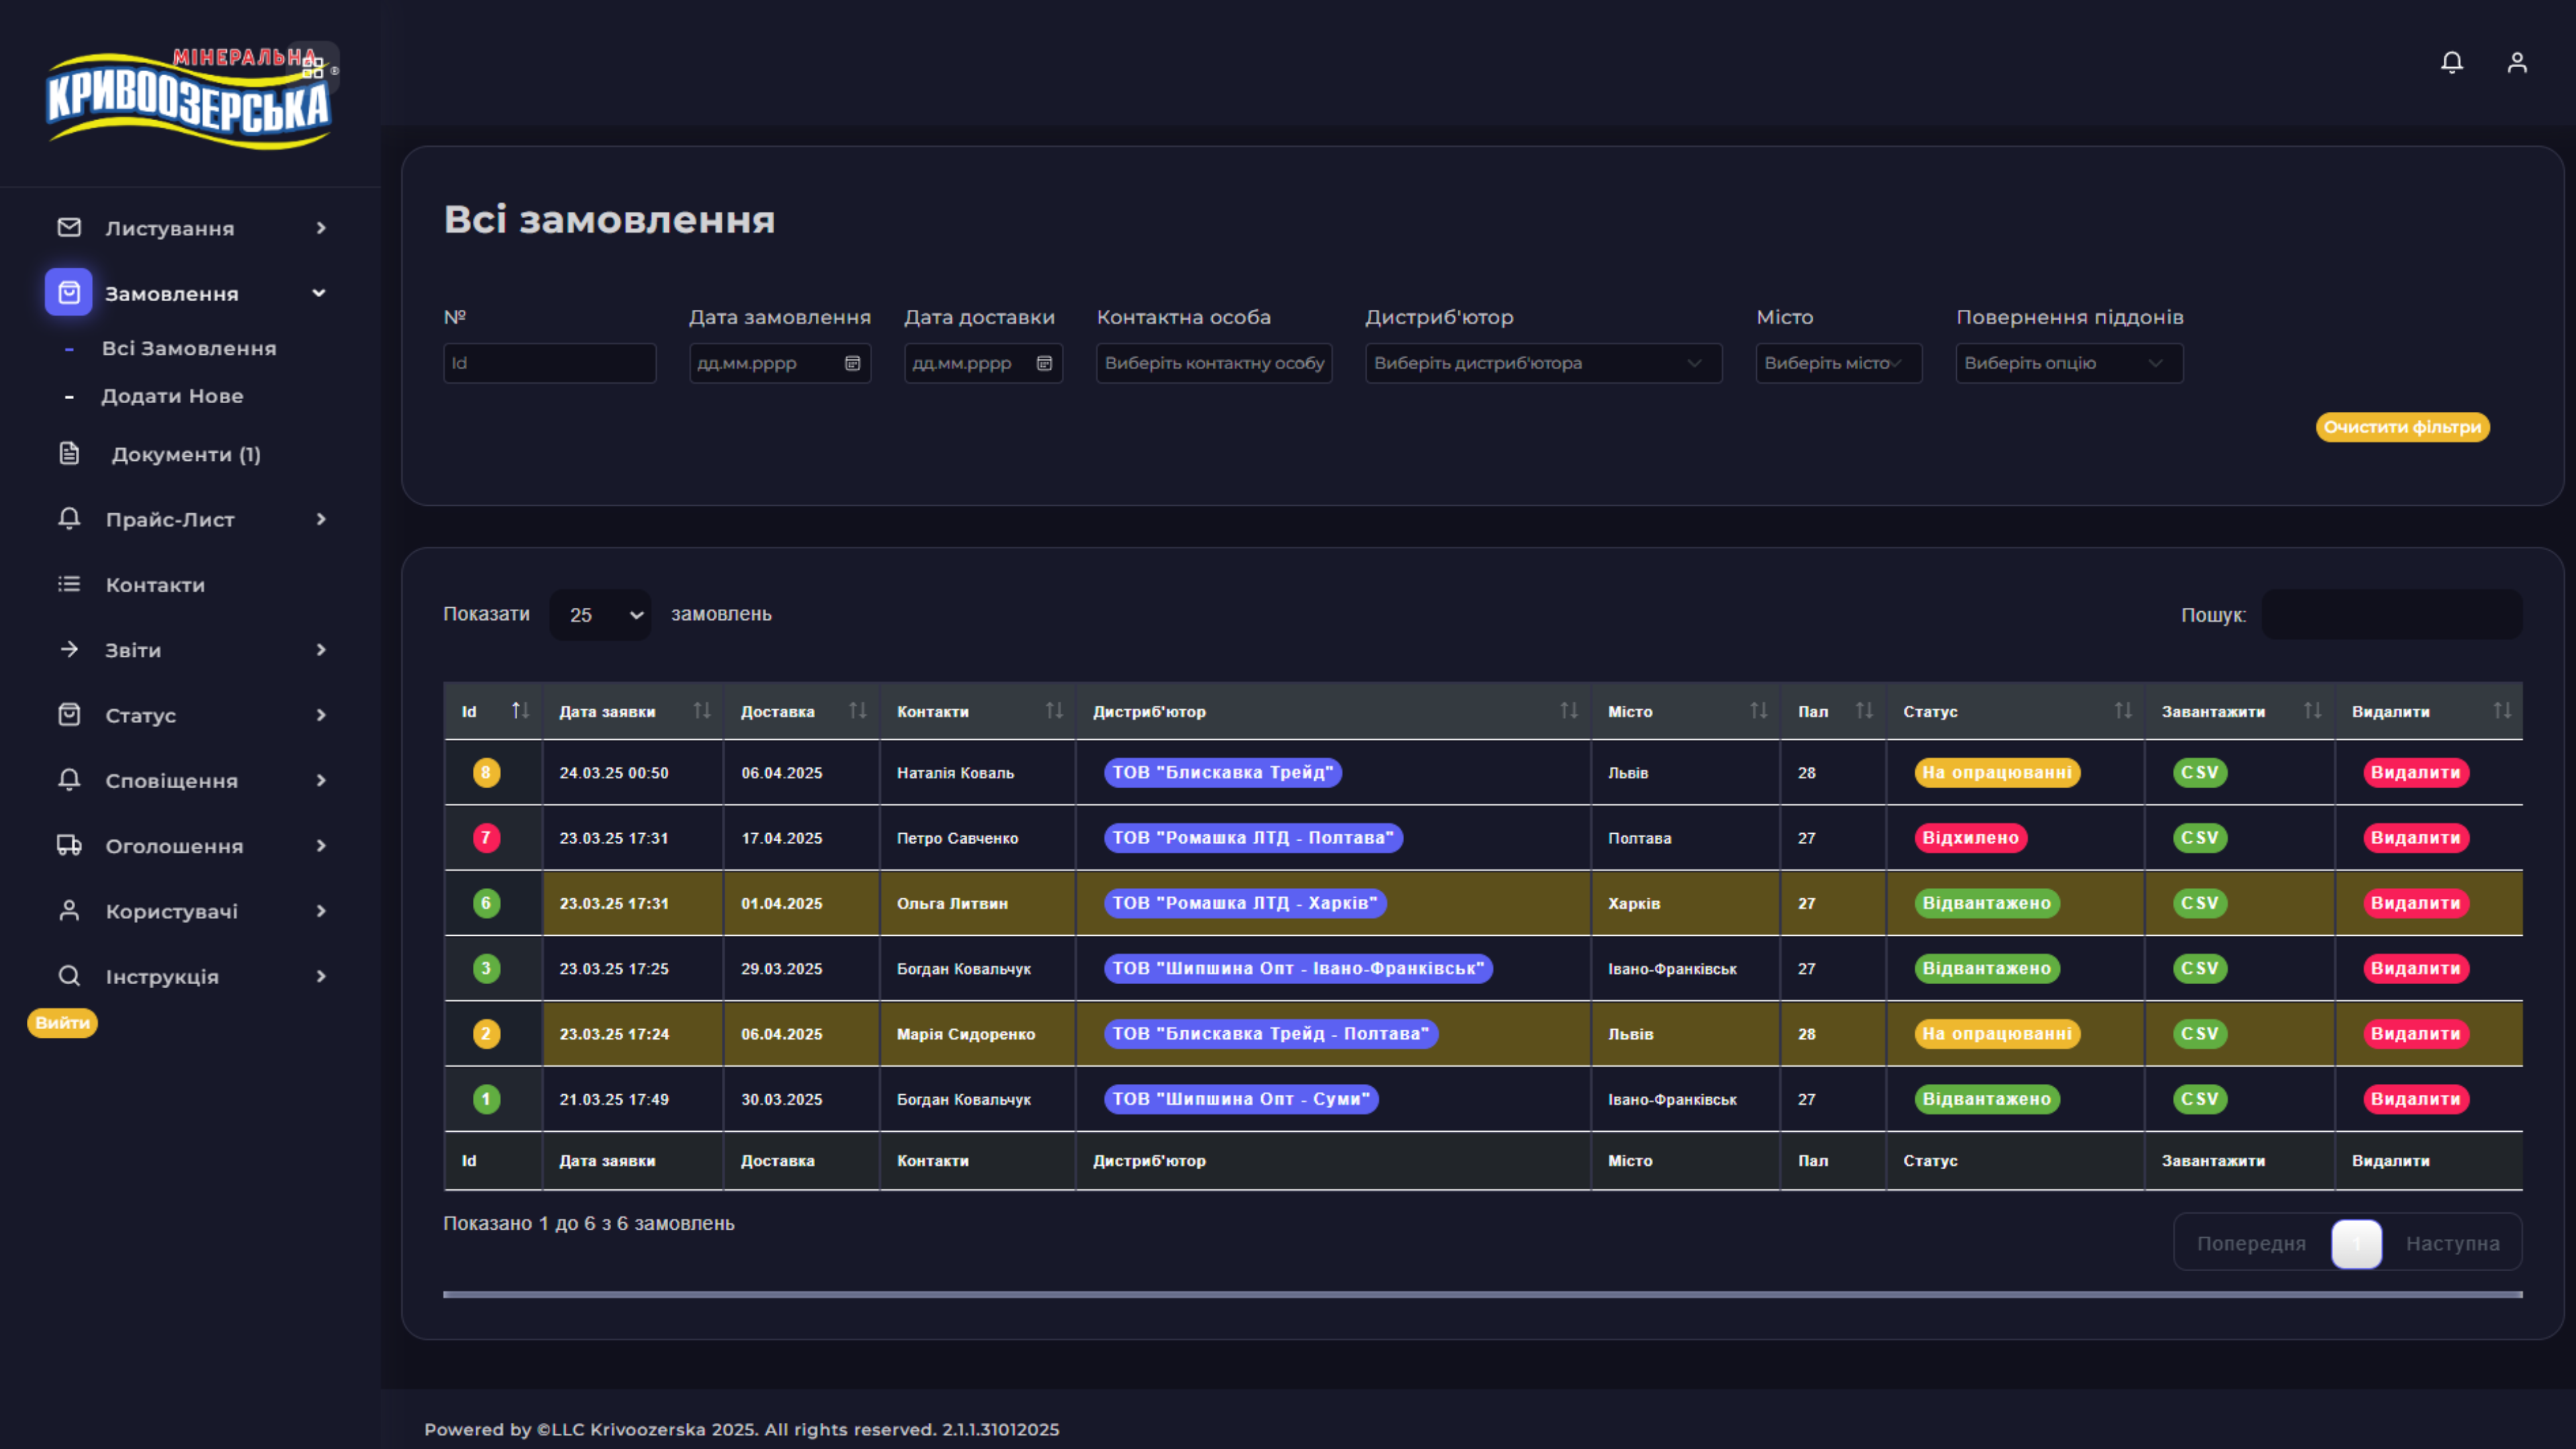 МІНЕРАЛЬНА
КРИВООЗЕРСЬКА ®
Листування
Замовлення
- Всі Замовлення
- Додати Нове
Документи (1)
Прайс-Лист
Контакти
Звіти
Статус
Сповіщення
Оголошення
Користувачі
Інструкція
Вийти
Всі замовлення
№ Дата замовлення Дата доставки Контактна особа Дистриб'ютор Місто Повернення піддонів
Id дд.мм.рррр дд.мм.рррр Виберіть контактну особу Виберіть дистриб'ютора Виберіть місто Виберіть опцію
Очистити фільтри
Показати 25 замовлень Пошук:
Id Дата заявки Доставка Контакти Дистриб'ютор Місто Пал Статус Завантажити Видалити
8 24.03.25 00:50 06.04.2025 Наталія Коваль ТОВ "Блискавка Трейд" Львів 28 На опрацюванні CSV Видалити
7 23.03.25 17:31 17.04.2025 Петро Савченко ТОВ "Ромашка ЛТД - Полтава" Полтава 27 Відхилено CSV Видалити
6 23.03.25 17:31 01.04.2025 Ольга Литвин ТОВ "Ромашка ЛТД - Харків" Харків 27 Відвантажено CSV Видалити
3 23.03.25 17:25 29.03.2025 Богдан Ковальчук ТОВ "Шипшина Опт - Івано-Франківськ" Івано-Франківськ 27 Відвантажено CSV Видалити
2 23.03.25 17:24 06.04.2025 Марія Сидоренко ТОВ "Блискавка Трейд - Полтава" Львів 28 На опрацюванні CSV Видалити
1 21.03.25 17:49 30.03.2025 Богдан Ковальчук ТОВ "Шипшина Опт - Суми" Івано-Франківськ 27 Відвантажено CSV Видалити
Id Дата заявки Доставка Контакти Дистриб'ютор Місто Пал Статус Завантажити Видалити
Показано 1 до 6 з 6 замовлень
Попередня 1 Наступна
Powered by ©LLC Krivoozerska 2025. All rights reserved. 2.1.1.31012025